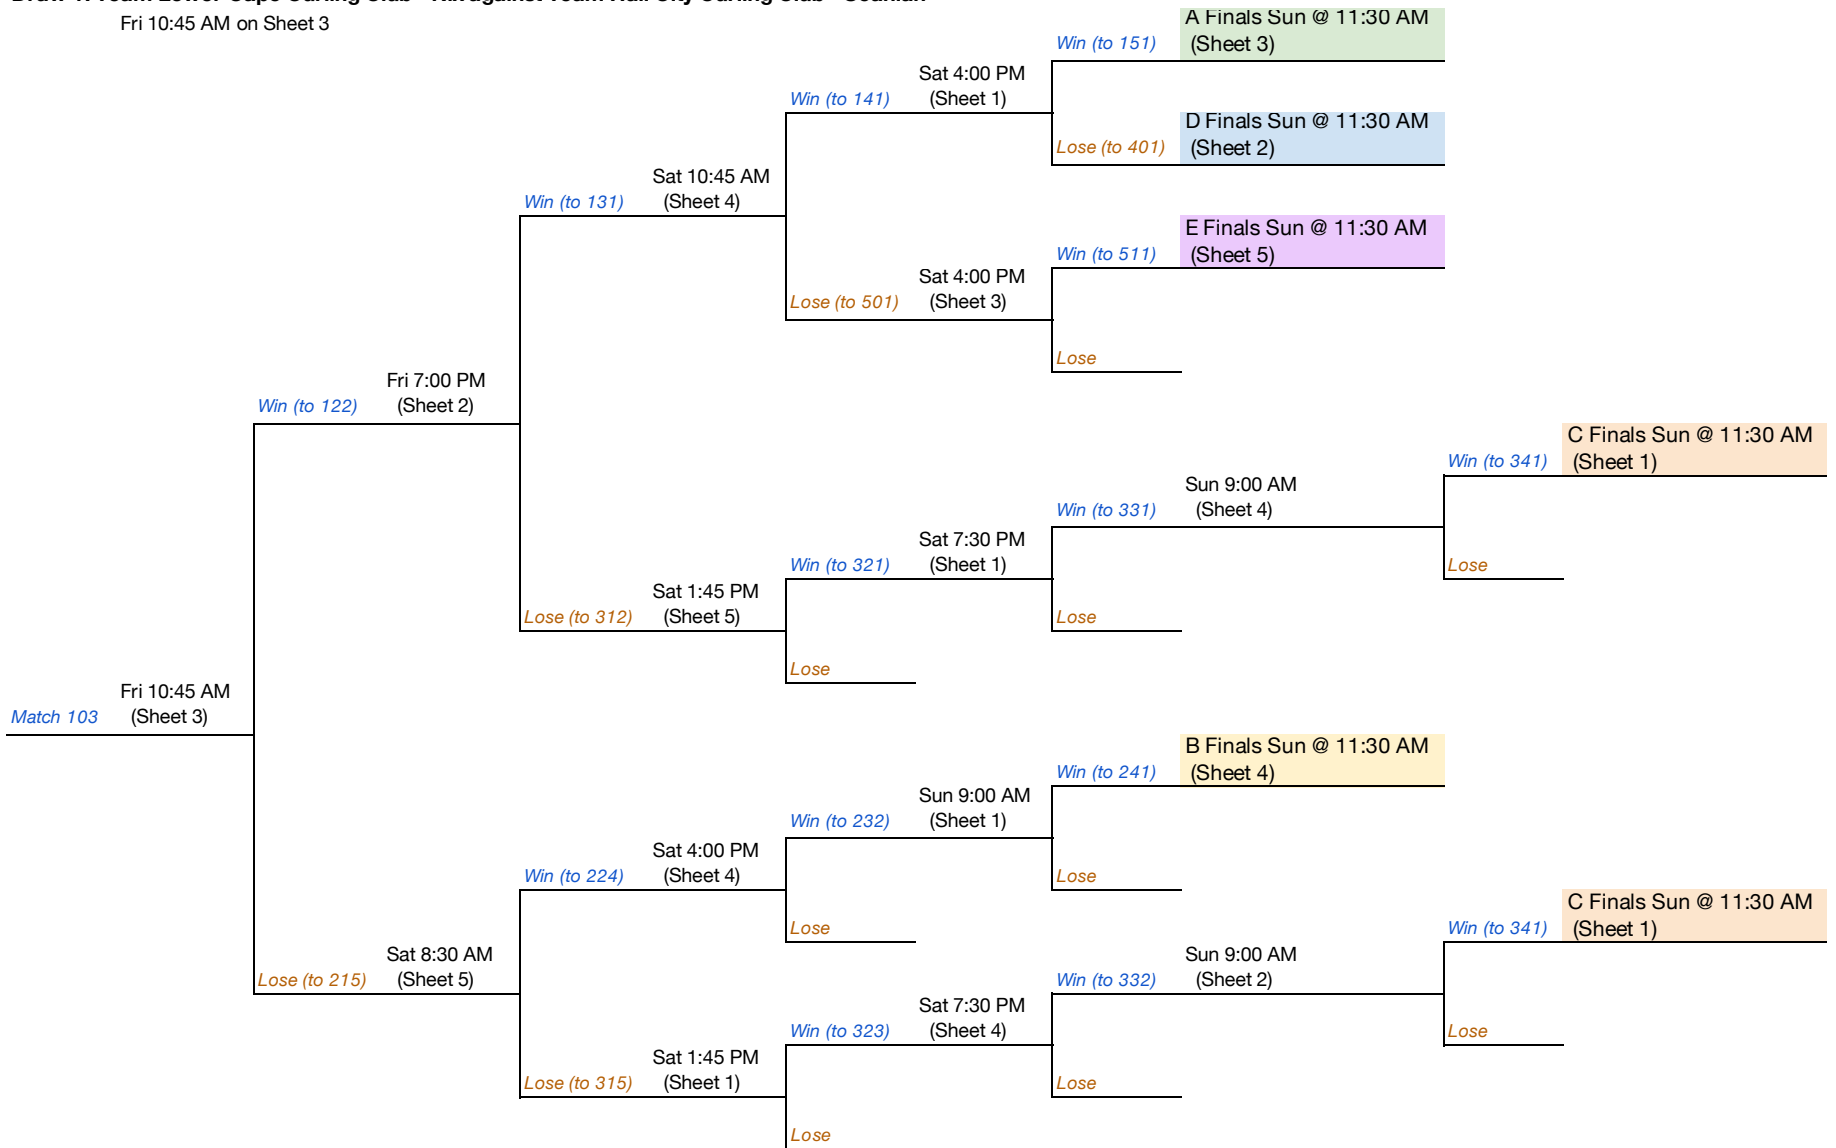 Fri 10:45 AM on Sheet 3
A Finals Sun @ 11:30 AM
Win (to 151) (Sheet 3)
Sat 4:00 PM
Win (to 141) (Sheet 1)
D Finals Sun @ 11:30 AM
Lose (to 401) (Sheet 2)
Sat 10:45 AM
Win (to 131) (Sheet 4)
E Finals Sun @ 11:30 AM
Win (to 511) (Sheet 5)
Sat 4:00 PM
Lose (to 501) (Sheet 3)
Lose
Fri 7:00 PM
Win (to 122) (Sheet 2)
C Finals Sun @ 11:30 AM
Win (to 341) (Sheet 1)
Sun 9:00 AM
Win (to 331) (Sheet 4)
Sat 7:30 PM
Win (to 321) (Sheet 1)
Lose
Sat 1:45 PM
Lose (to 312) (Sheet 5)
Lose
Lose
Fri 10:45 AM
Match 103 (Sheet 3)
B Finals Sun @ 11:30 AM
Win (to 241) (Sheet 4)
Sun 9:00 AM
Win (to 232) (Sheet 1)
Sat 4:00 PM
Win (to 224) (Sheet 4)
Lose
C Finals Sun @ 11:30 AM
Win (to 341) (Sheet 1)
Lose
Sat 8:30 AM
Lose (to 215) (Sheet 5)
Sun 9:00 AM
Win (to 332) (Sheet 2)
Sat 7:30 PM
Win (to 323) (Sheet 4)
Lose
Sat 1:45 PM
Lose (to 315) (Sheet 1)
Lose
Lose